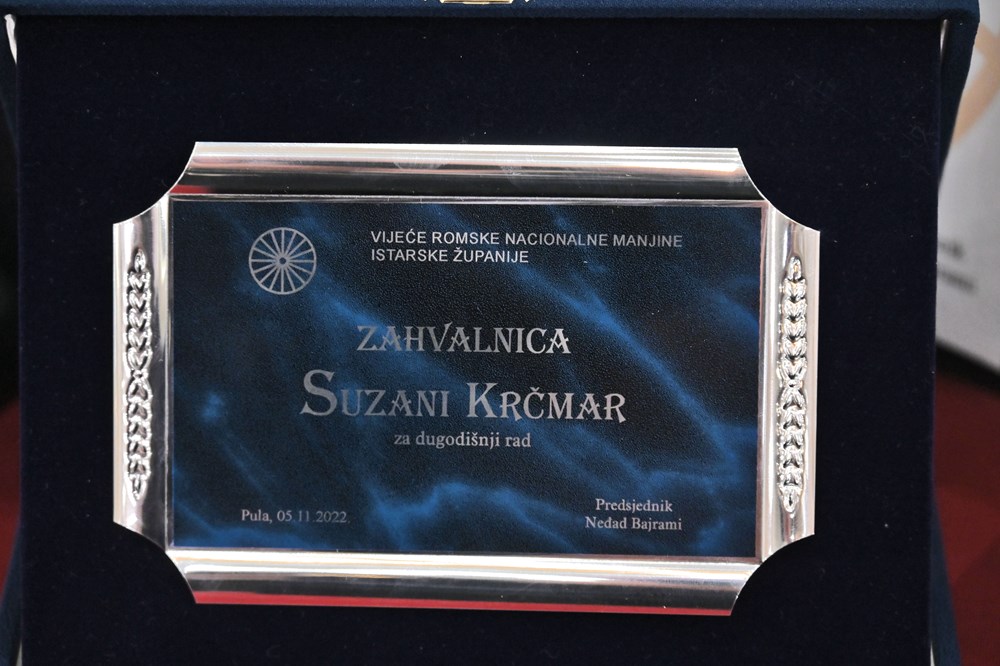 VIJEĆE ROMSKE NACIONALNE MANJINE
ISTARSKE ŽUPANIJE
ZAHVALNICA
SUZANI KRČMAR
za dugodišnji rad
Pula, 05.11.2022.
Predsjednik
Nedad Bajrami